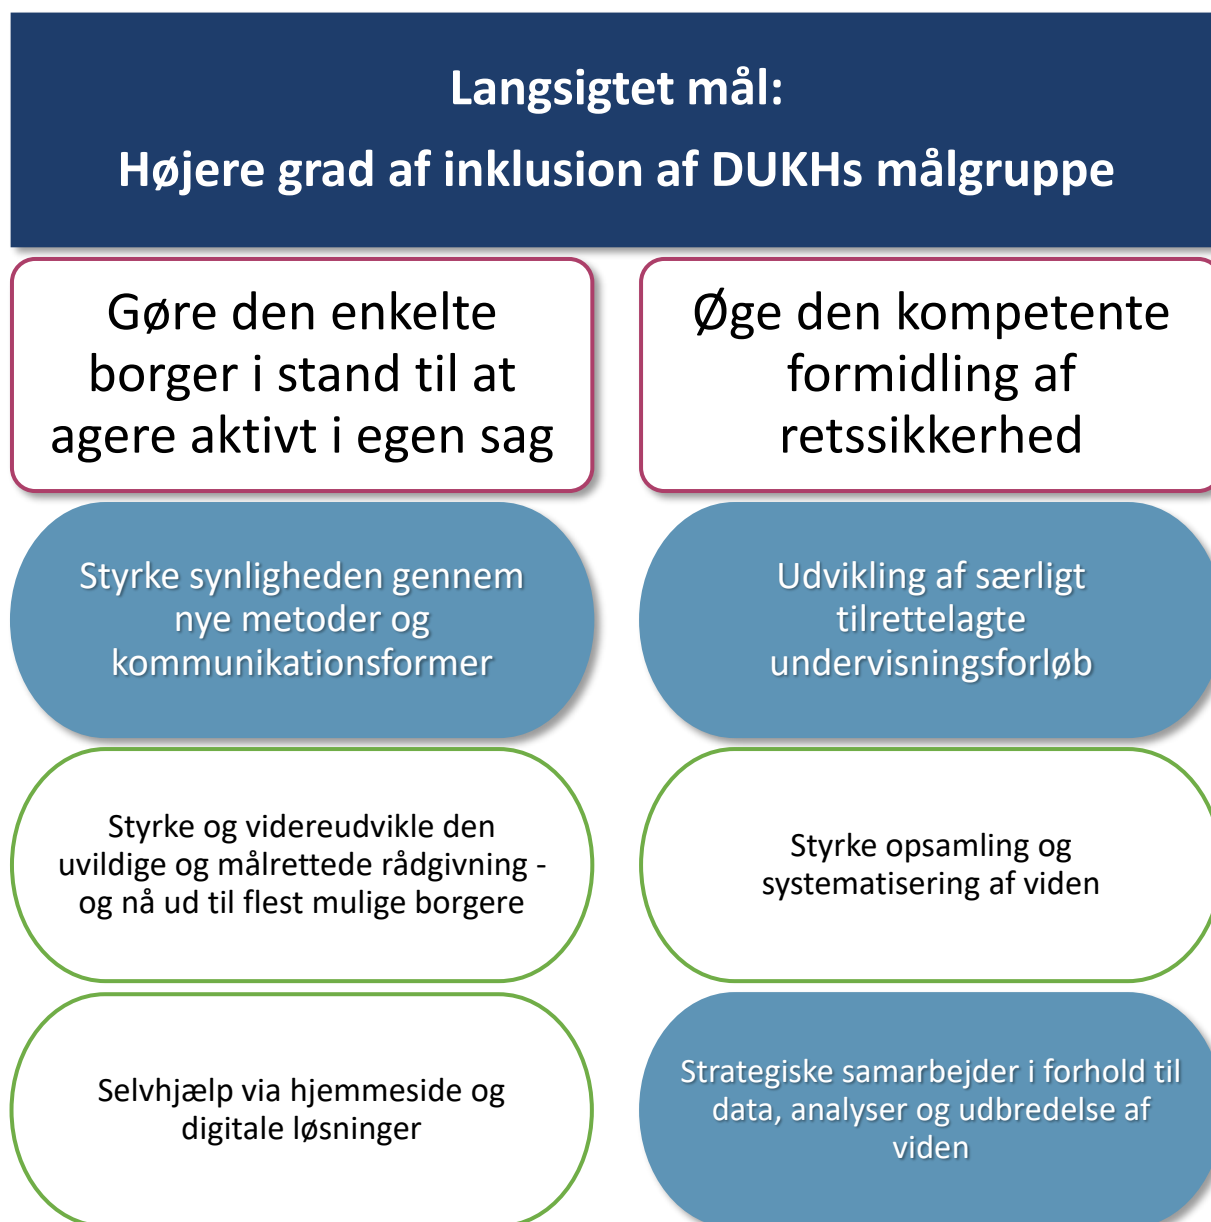 Langsigtet mål:
Højere grad af inklusion af DUKHs målgruppe
Gøre den enkelte
borger i stand til at
agere aktivt i egen sag
Øge den kompetente
formidling af
retssikkerhed
Styrke synligheden gennem
nye metoder og
kommunikationsformer
Udvikling af særligt
tilrettelagte
undervisningsforløb
Styrke og videreudvikle den
uvildige og målrettede rådgivning -
og nå ud til flest mulige borgere
Styrke opsamling og
systematisering af viden
Selvhjælp via hjemmeside og
digitale løsninger
Strategiske samarbejder i forhold til
data, analyser og udbredelse af
viden